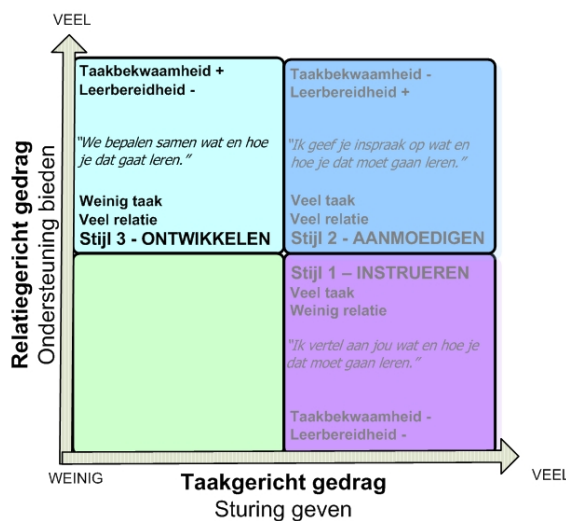 VEEL
Taakbekwaamheid +
Leerbereidheid -
"We bepalen samen wat en hoe
je dat gaat leren."
Weinig taak
Veel relatie
Stijl 3 - ONTWIKKELEN
Taakbekwaamheid -
Leerbereidheid +
"Ik geef je inspraak op wat en
hoe je dat moet gaan leren."
Veel taak
Veel relatie
Stijl 2 - AANMOEDIGEN
Stijl 1 – INSTRUEREN
Veel taak
Weinig relatie
"Ik vertel aan jou wat en hoe je
dat moet gaan leren."
Taakbekwaamheid -
Leerbereidheid -
Relatiegericht gedrag
Ondersteuning bieden
WEINIG
VEEL
Taakgericht gedrag
Sturing geven